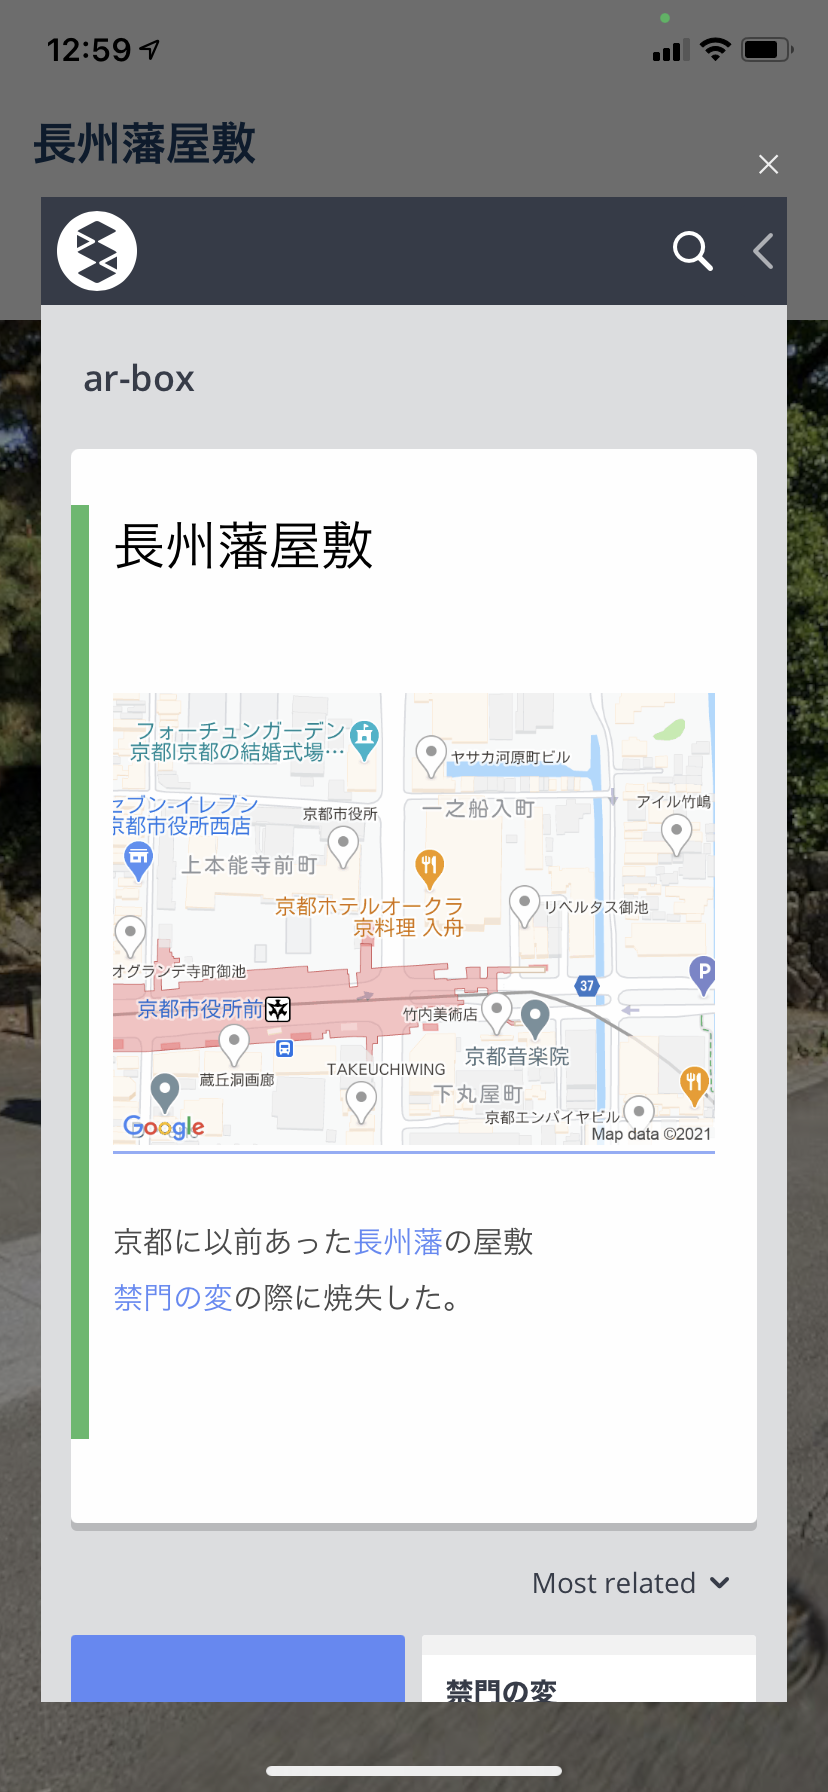 12:59
長州藩屋敷
ar-box
長州藩屋敷
フォーチュンガーデン
京都|京都の結婚式場…
ヤサカ河原町ビル
セブン-イレブン
京都市役所西店
京都市役所
一之船入町
アイル竹嶋
上本能寺前町
京都ホテルオークラ
京料理 入舟
リベルタス御池
オグランデ寺町御池
P
37
京都市役所前
竹内美術店
京都音楽院
蔵丘洞画廊
TAKEUCHIWING
下丸屋町
京都エンパイヤビル
Google
Map data ©2021
京都に以前あった長州藩の屋敷
禁門の変の際に焼失した。
Most related
禁門の変